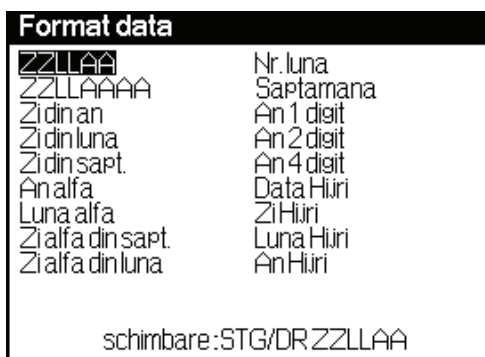 Format data
ZZLLAA
ZZLLAAAA
Zi din an
Zi din luna
Zi din sapt.
An alfa
Luna alfa
Zi alfa din sapt.
Zi alfa din luna
Nr. luna
Saptamana
An 1 digit
An 2 digit
An 4 digit
Data Hijri
Zi Hijri
Luna Hijri
An Hijri
schimbare:STG/DR ZZLLAA